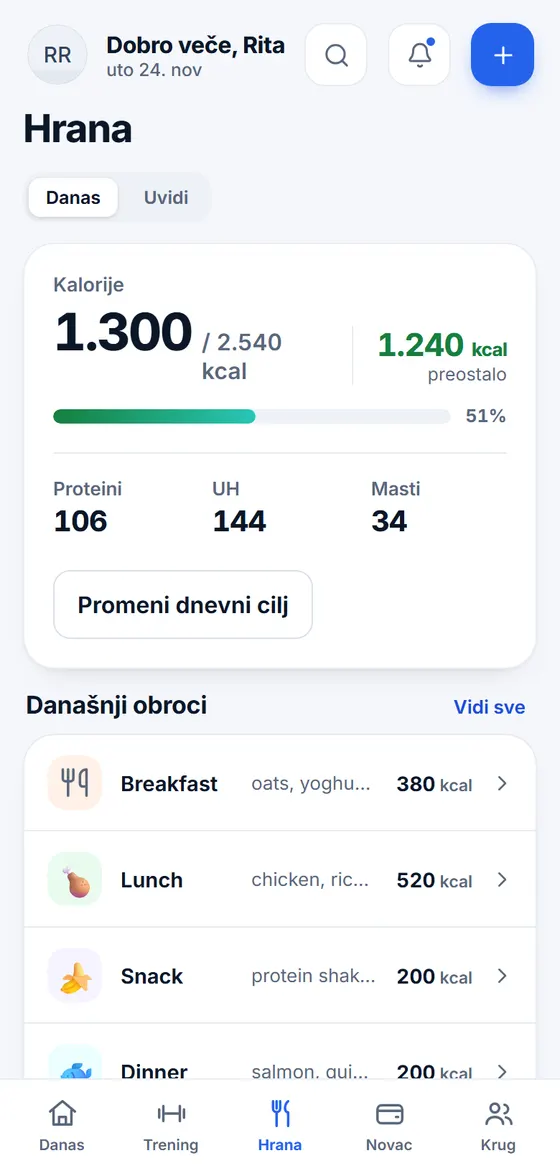 RR
Dobro veče, Rita
uto 24. nov
Hrana
Danas
Uvidi
Kalorije
1.300 / 2.540 kcal
1.240 kcal
preostalo
51%
Proteini
106
UH
144
Masti
34
Promeni dnevni cilj
Današnji obroci
Vidi sve
Breakfast oats, yoghu... 380 kcal
Lunch chicken, ric... 520 kcal
Snack protein shak... 200 kcal
Dinner salmon, qui... 200 kcal
Danas
Trening
Hrana
Novac
Krug